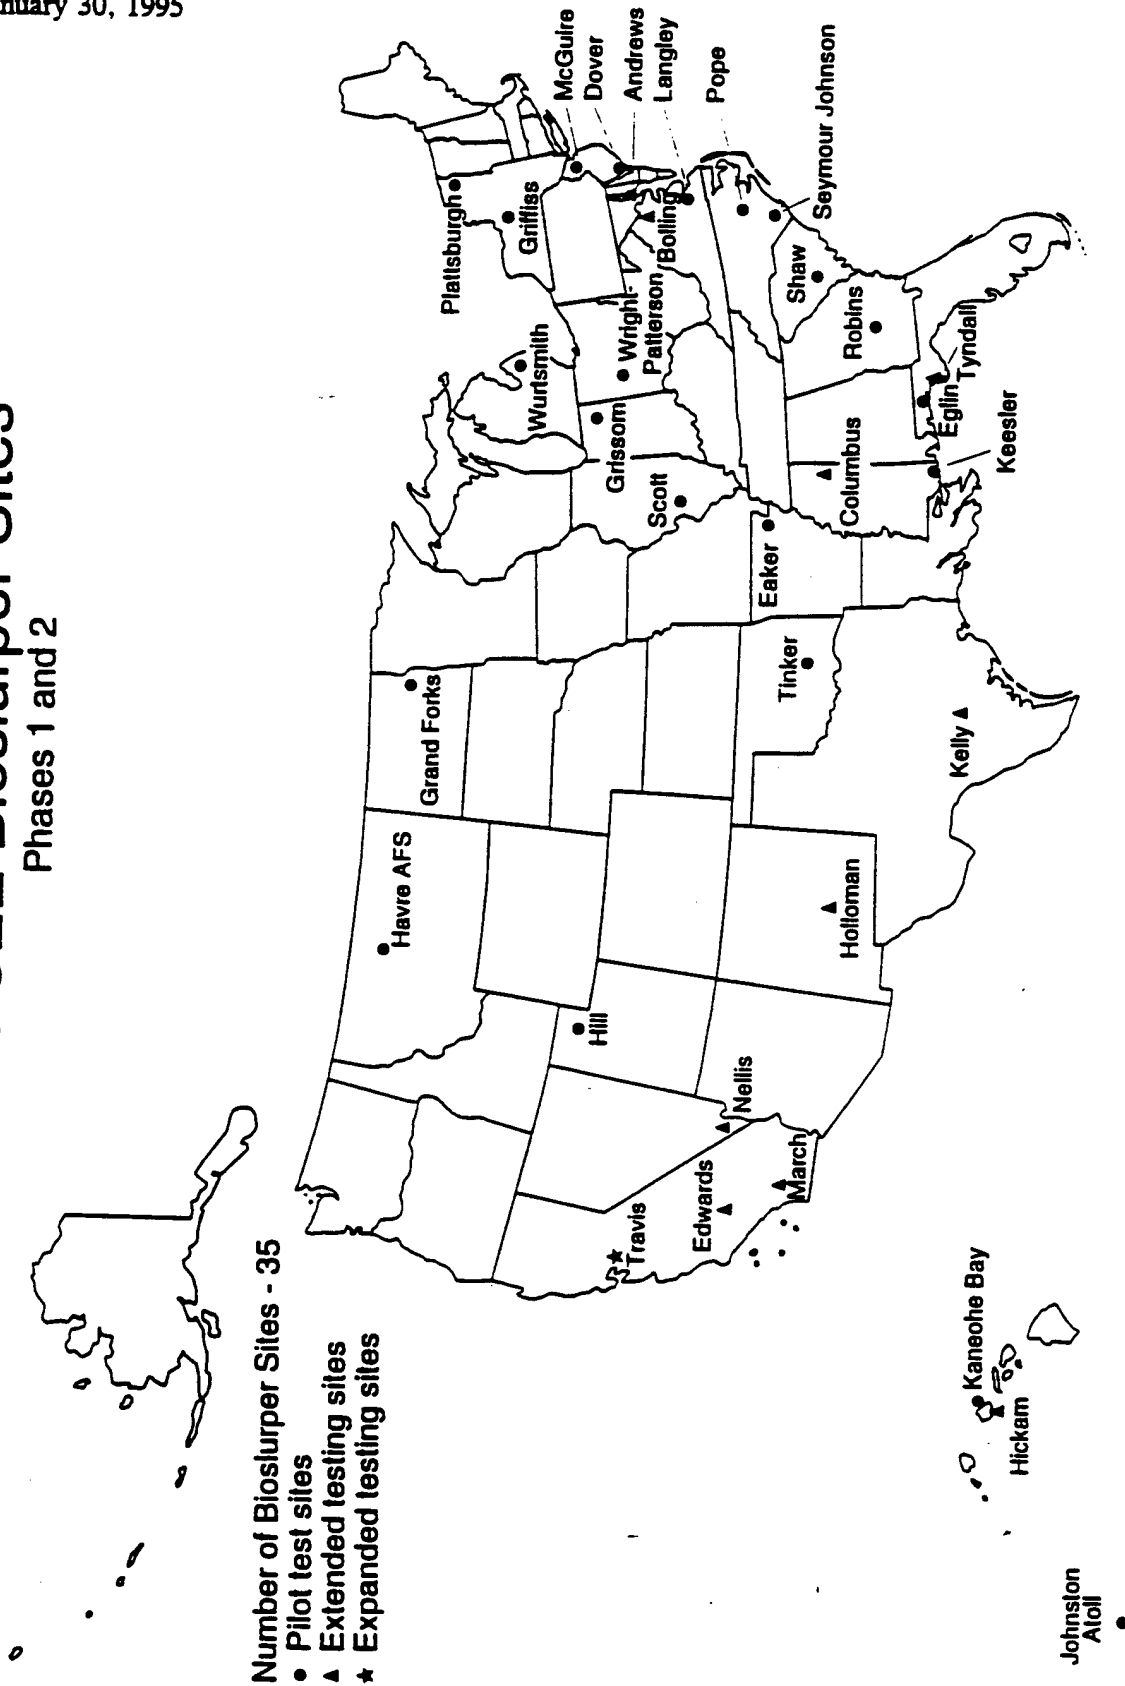 January 30, 1995
Bioslurper Sites
Phases 1 and 2
Number of Bioslurper Sites - 35
● Pilot test sites
▲ Extended testing sites
★ Expanded testing sites
Havre AFS
Grand Forks
Wurtsmith
Plattsburgh
Griffiss
McGuire
Dover
Andrews
Langley
Pope
Seymour Johnson
Bolling
Wright-
Patterson
Grissom
Scott
Shaw
Robins
Tyndall
Eglin
Keesler
Columbus
Eaker
Tinker
Kelly
Holloman
Hill
Nellis
March
Edwards
Travis
Kaneohe Bay
Hickam
Johnston
Atoll